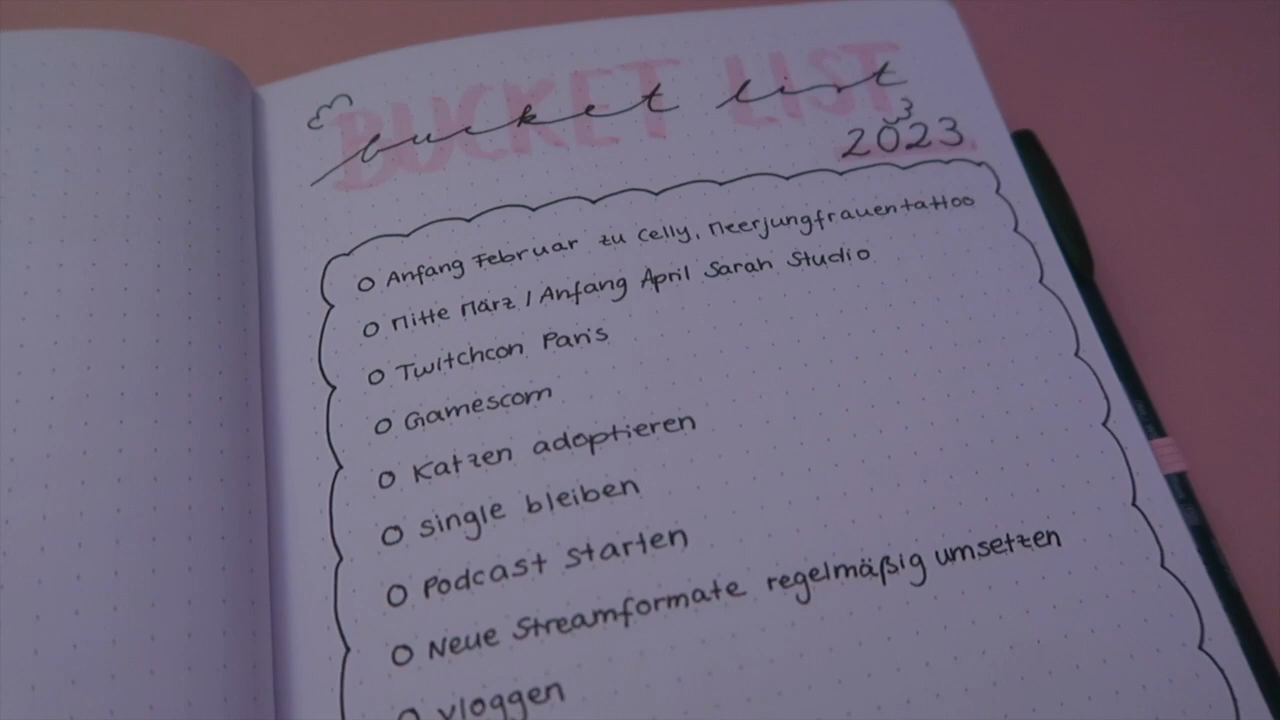 BUCKET LIST
bucket list
2023
O Anfang Februar zu Celly, Meerjungfrauentattoo
O Mitte März / Anfang April Sarah Studio
O Twitchcon Paris
O Gamescom
O Katzen adoptieren
O single bleiben
O Podcast starten
O Neue Streamformate regelmäßig umsetzen
O vloggen